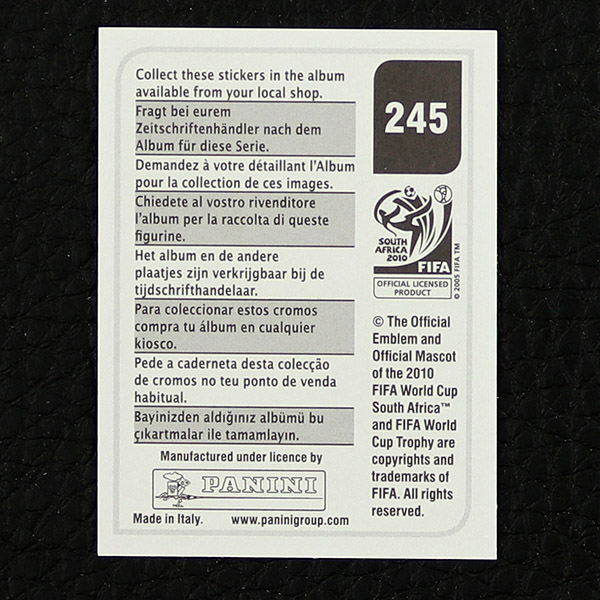 Collect these stickers in the album
available from your local shop.
Fragt bei eurem
Zeitschriftenhändler nach dem
Album für diese Serie.
Demandez à votre détaillant l'Album
pour la collection de ces images.
Chiedete al vostro rivenditore
l'album per la raccolta di queste
figurine.
Het album en de andere
plaatjes zijn verkrijgbaar bij de
tijdschrifthandelaar.
Para coleccionar estos cromos
compra tu álbum en cualquier
kiosco.
Pede a caderneta desta colecção
de cromos no teu ponto de venda
habitual.
Bayinizden aldığınız albümü bu
çıkartmalar ile tamamlayın.
Manufactured under licence by
PANINI
Made in Italy. www.paninigroup.com
245
SOUTH
AFRICA
2010
FIFA
© 2005 FIFA TM
OFFICIAL LICENSED
PRODUCT
© The Official
Emblem and
Official Mascot
of the 2010
FIFA World Cup
South Africa™
and FIFA World
Cup Trophy are
copyrights and
trademarks of
FIFA. All rights
reserved.